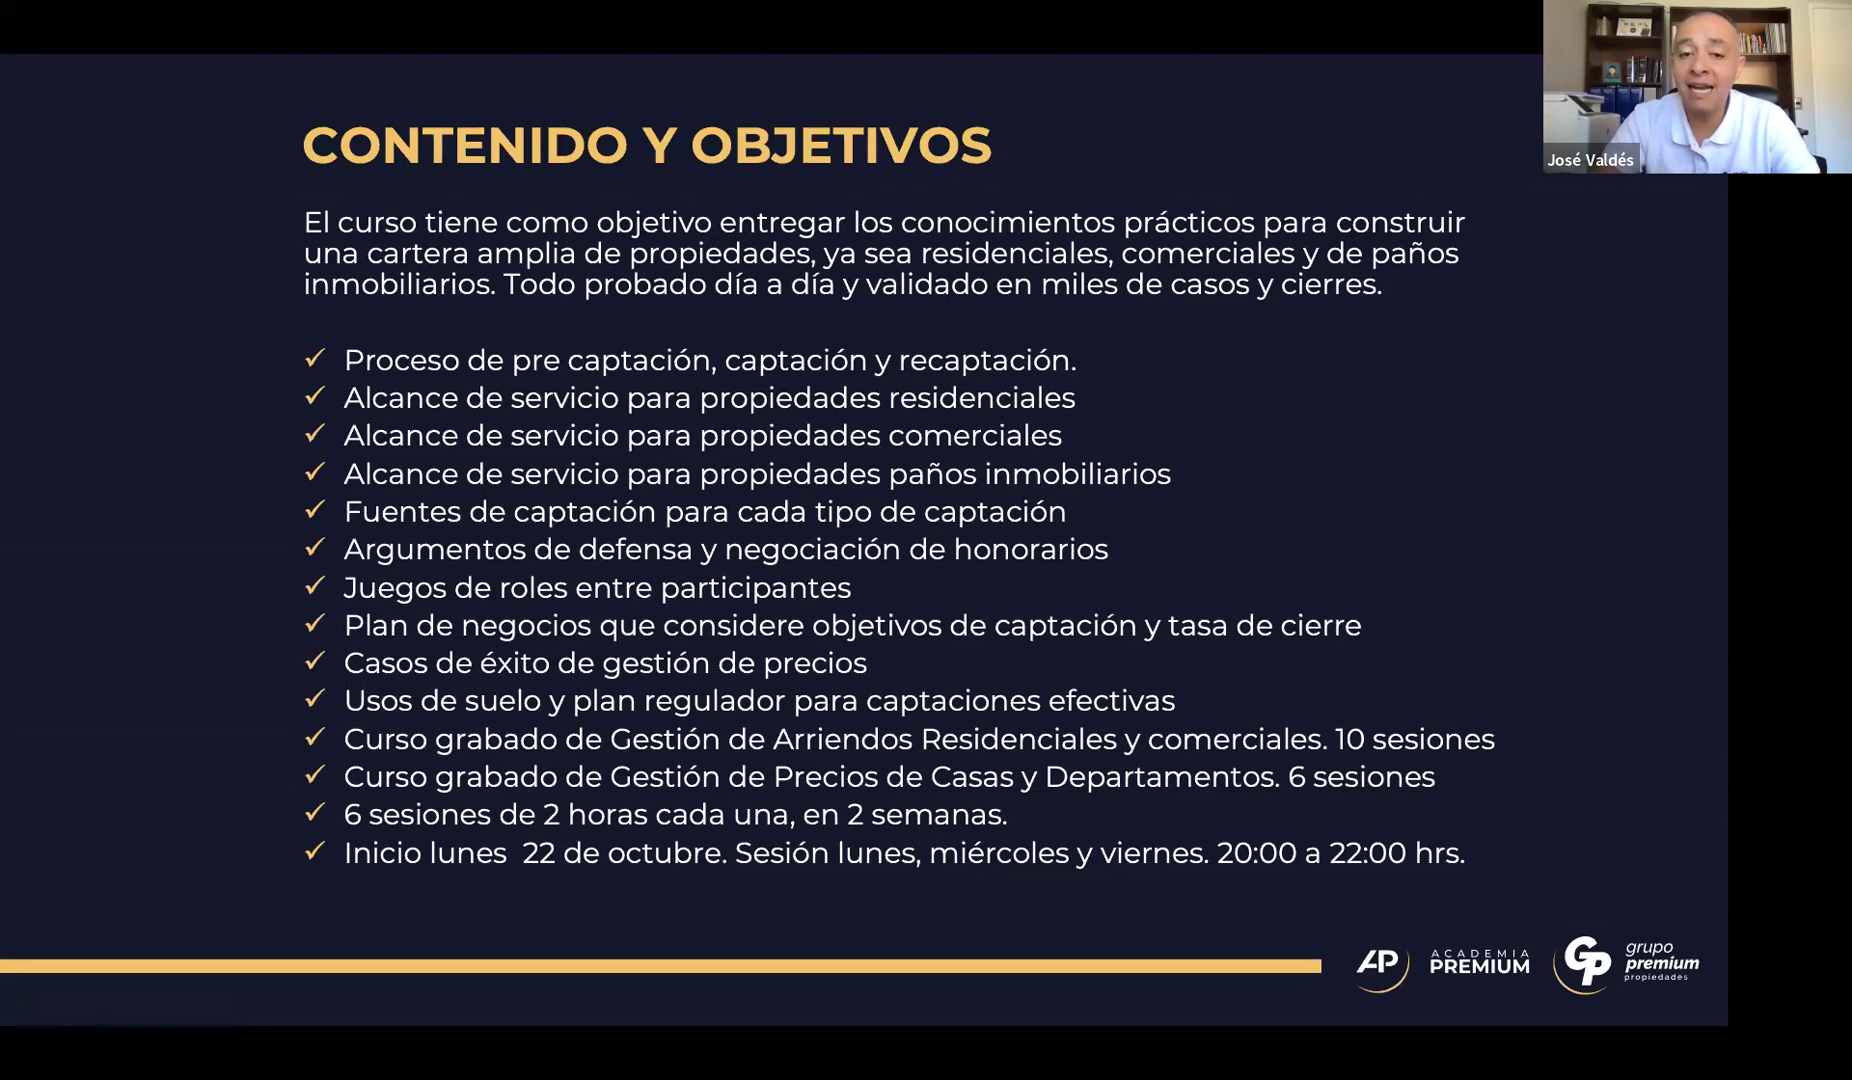 CONTENIDO Y OBJETIVOS
El curso tiene como objetivo entregar los conocimientos prácticos para construir
una cartera amplia de propiedades, ya sea residenciales, comerciales y de paños
inmobiliarios. Todo probado día a día y validado en miles de casos y cierres.
✓ Proceso de pre captación, captación y recaptación.
✓ Alcance de servicio para propiedades residenciales
✓ Alcance de servicio para propiedades comerciales
✓ Alcance de servicio para propiedades paños inmobiliarios
✓ Fuentes de captación para cada tipo de captación
✓ Argumentos de defensa y negociación de honorarios
✓ Juegos de roles entre participantes
✓ Plan de negocios que considere objetivos de captación y tasa de cierre
✓ Casos de éxito de gestión de precios
✓ Usos de suelo y plan regulador para captaciones efectivas
✓ Curso grabado de Gestión de Arriendos Residenciales y comerciales. 10 sesiones
✓ Curso grabado de Gestión de Precios de Casas y Departamentos. 6 sesiones
✓ 6 sesiones de 2 horas cada una, en 2 semanas.
✓ Inicio lunes  22 de octubre. Sesión lunes, miércoles y viernes. 20:00 a 22:00 hrs.
José Valdés
AP
ACADEMIA
PREMIUM
GP
grupo
premium
propiedades